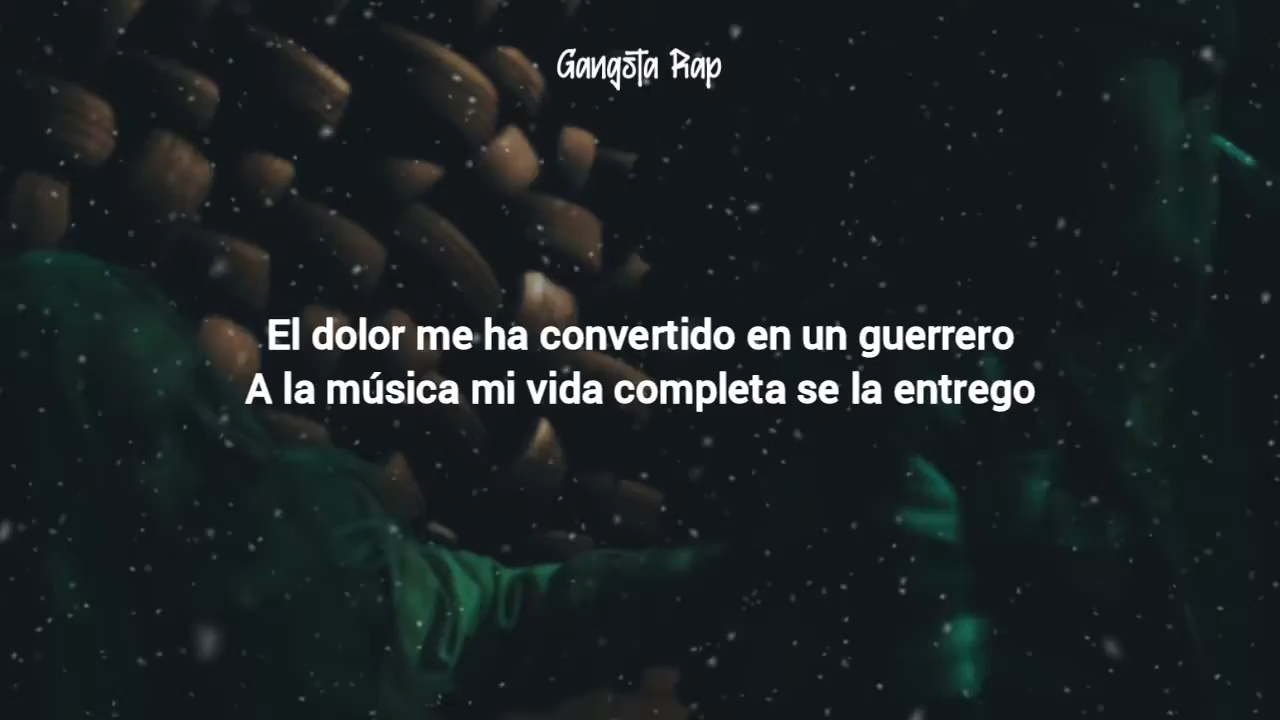 Gangsta Rap
El dolor me ha convertido en un guerrero
A la música mi vida completa se la entrego